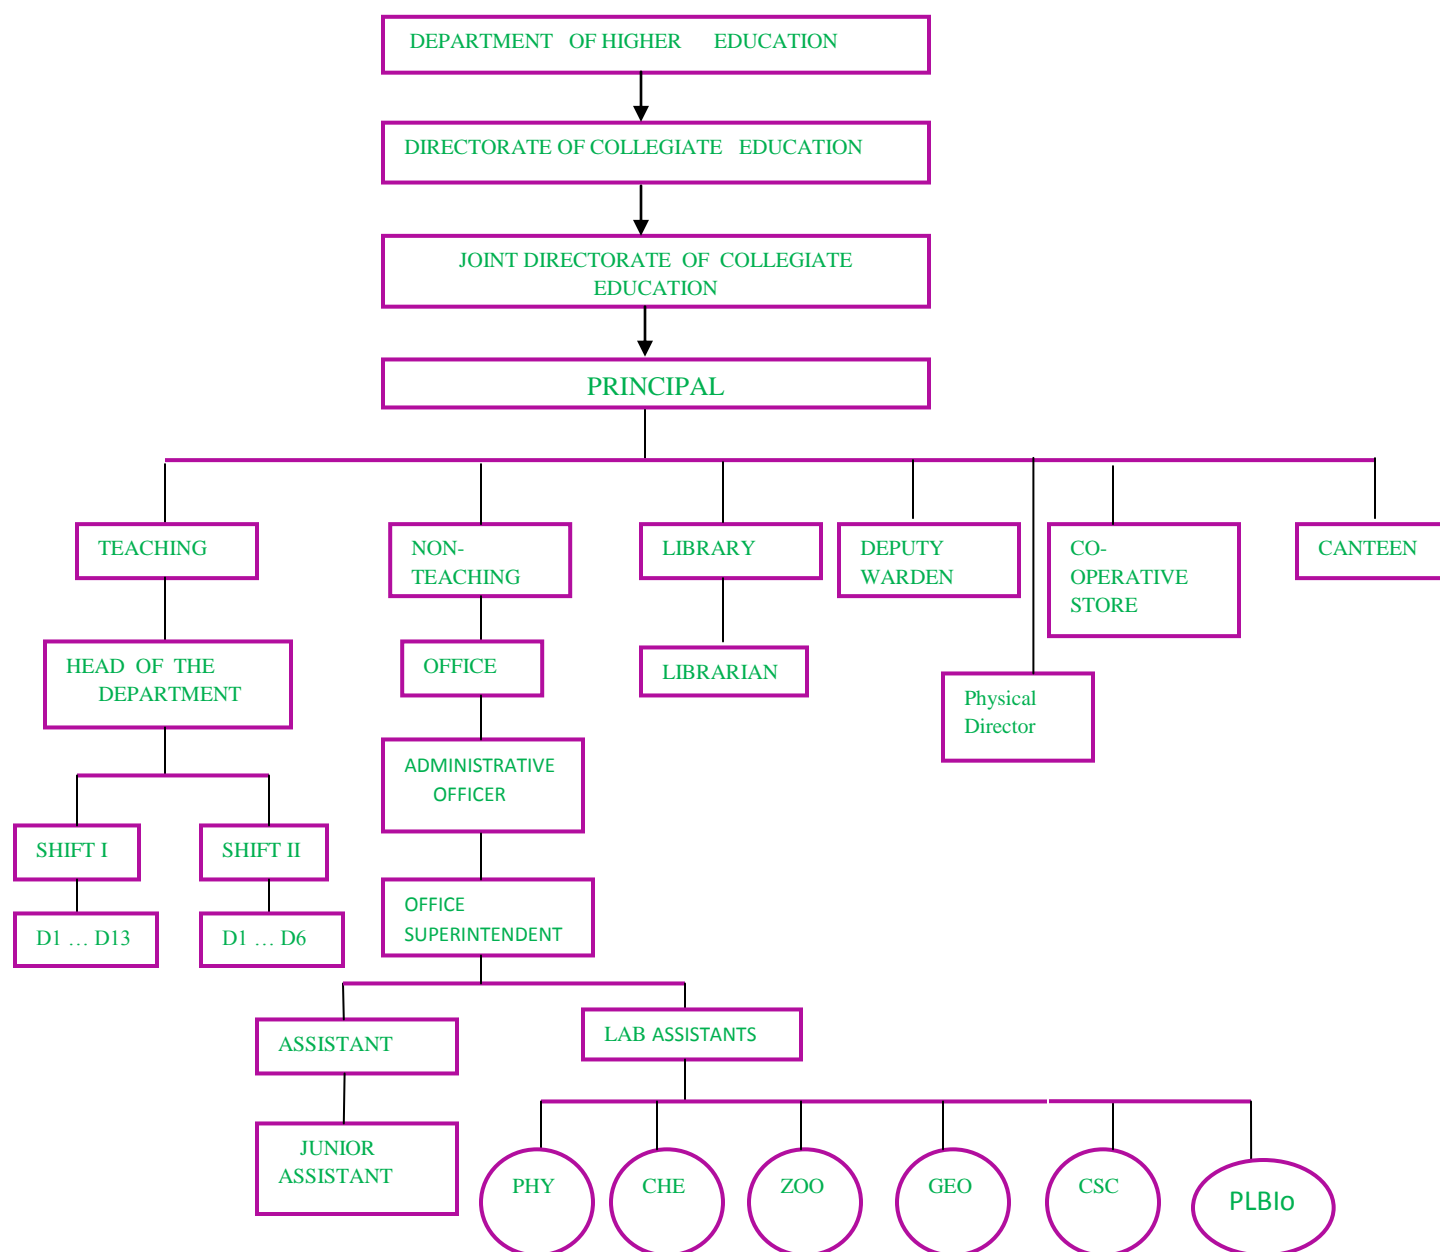 DEPARTMENT OF HIGHER EDUCATION
DIRECTORATE OF COLLEGIATE EDUCATION
JOINT DIRECTORATE OF COLLEGIATE
EDUCATION
PRINCIPAL
TEACHING
NON-
TEACHING
LIBRARY
DEPUTY
WARDEN
CO-
OPERATIVE
STORE
CANTEEN
HEAD OF THE
DEPARTMENT
OFFICE
LIBRARIAN
Physical
Director
ADMINISTRATIVE
OFFICER
SHIFT I
SHIFT II
OFFICE
SUPERINTENDENT
D1 … D13
D1 … D6
ASSISTANT
LAB ASSISTANTS
JUNIOR
ASSISTANT
PHY
CHE
ZOO
GEO
CSC
PLBIo